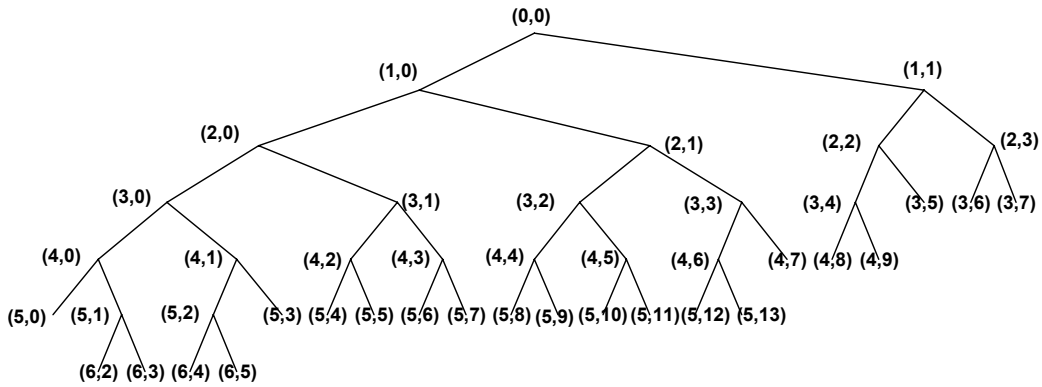 (0,0)
(1,0) (1,1)
(2,0) (2,1) (2,2) (2,3)
(3,0) (3,1) (3,2) (3,3) (3,4) (3,5) (3,6) (3,7)
(4,0) (4,1) (4,2) (4,3) (4,4) (4,5) (4,6) (4,7) (4,8) (4,9)
(5,0) (5,1) (5,2) (5,3) (5,4) (5,5) (5,6) (5,7) (5,8) (5,9) (5,10) (5,11) (5,12) (5,13)
(6,2) (6,3) (6,4) (6,5)